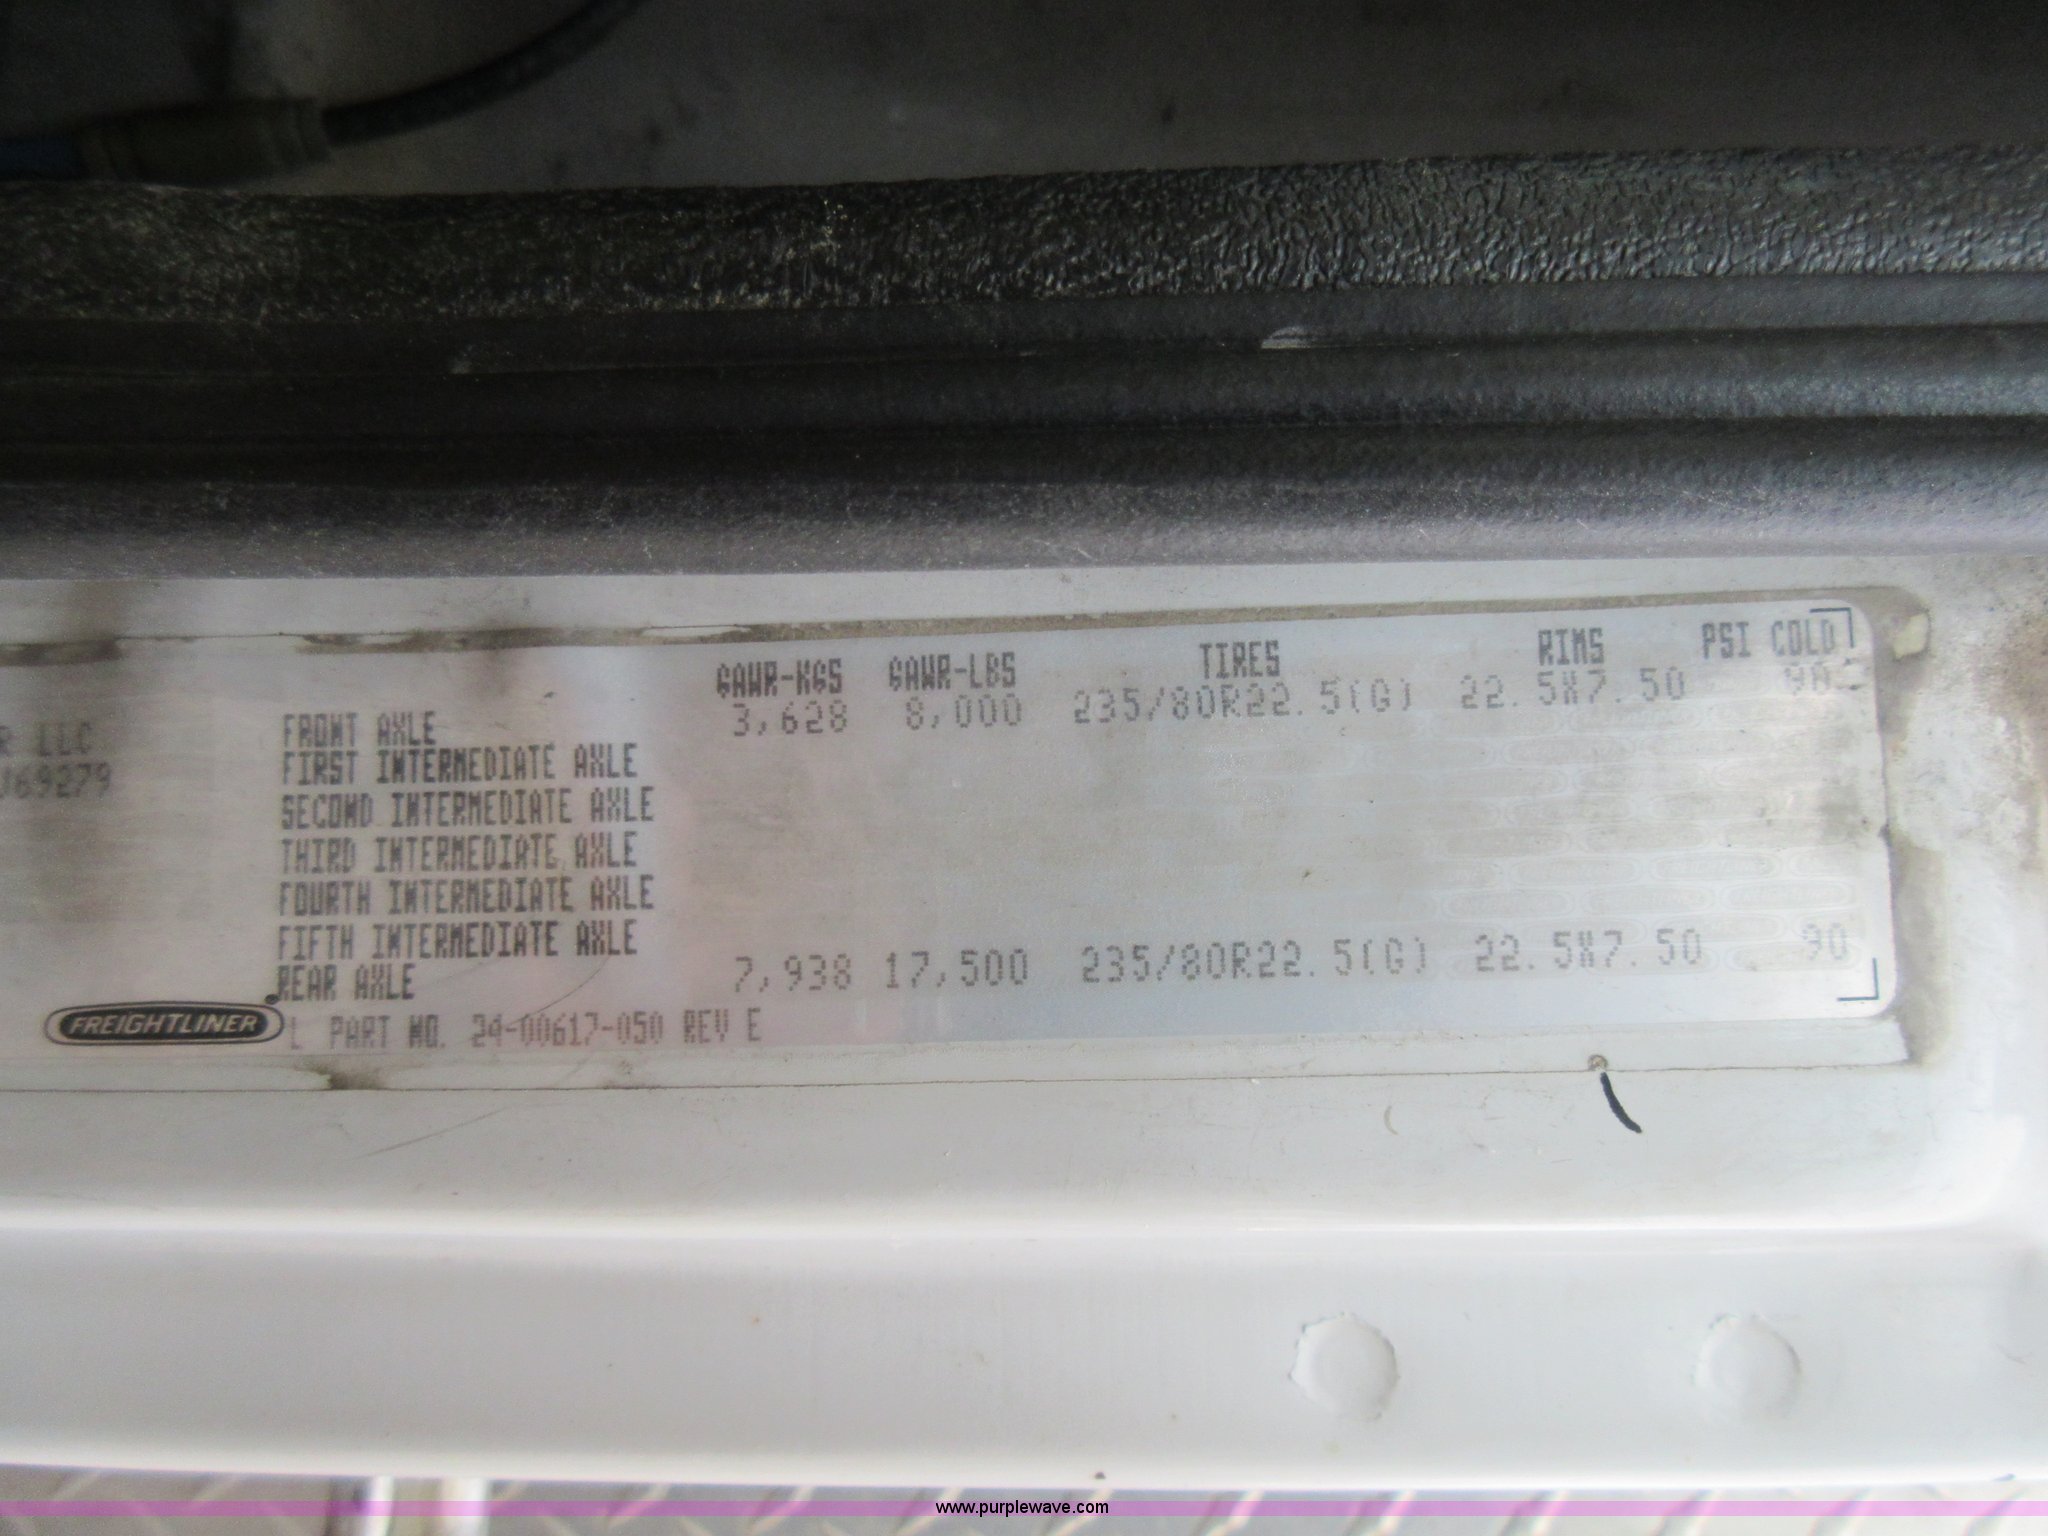 GAWR-KGS GAWR-LBS TIRES RIMS PSI COLD
FRONT AXLE 3,628 8,000 235/80R22.5(G) 22.5X7.50 90
R LLC
FIRST INTERMEDIATE AXLE
J69279
SECOND INTERMEDIATE AXLE
THIRD INTERMEDIATE AXLE
FOURTH INTERMEDIATE AXLE
FIFTH INTERMEDIATE AXLE
REAR AXLE 7,938 17,500 235/80R22.5(G) 22.5X7.50 90
FREIGHTLINER L PART NO. 24-00617-050 REV E
www.purplewave.com